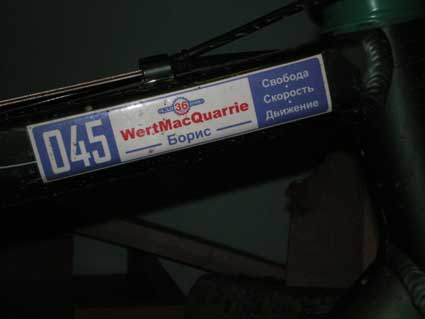 045
36
WertMacQuarrie
Борис
Свобода
Скорость
Движение